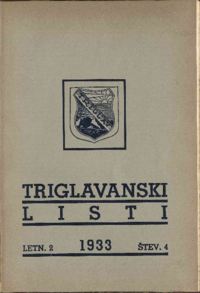 TRIGLAVANSKI
LISTI
LETN. 2 1933 ŠTEV. 4